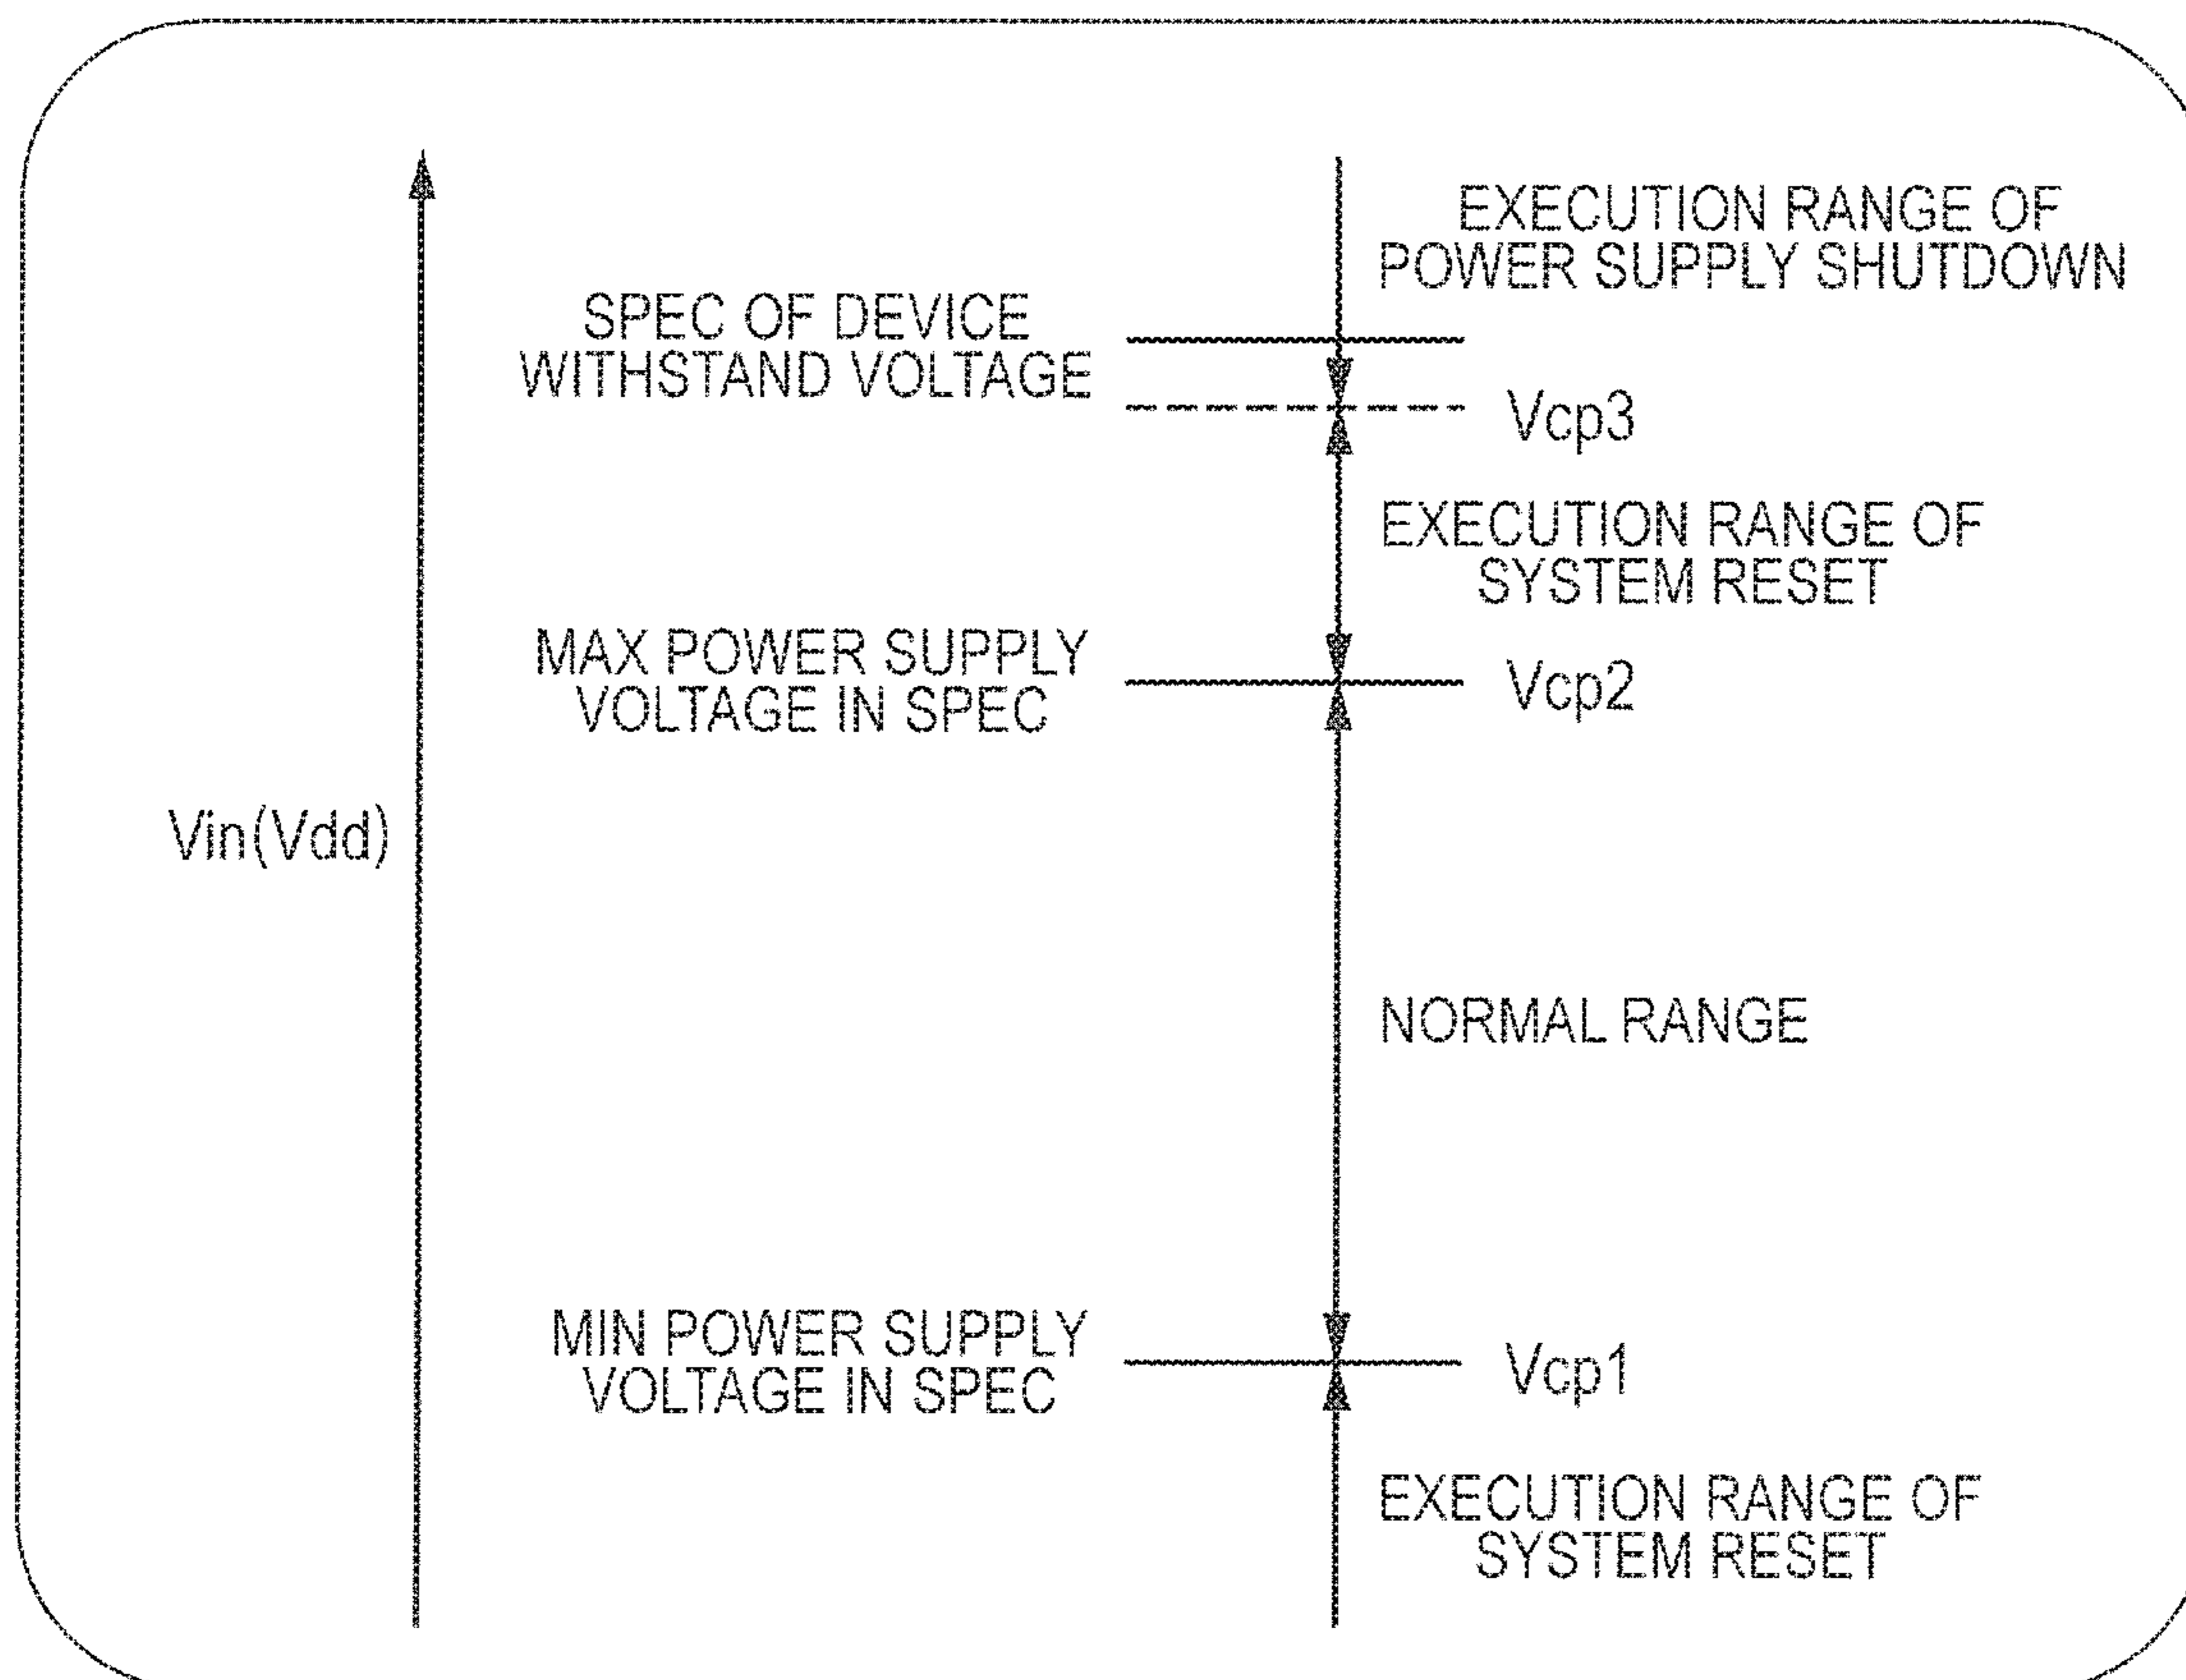 EXECUTION RANGE OF
POWER SUPPLY SHUTDOWN
SPEC OF DEVICE
WITHSTAND VOLTAGE
Vcp3
EXECUTION RANGE OF
SYSTEM RESET
MAX POWER SUPPLY
VOLTAGE IN SPEC
Vcp2
Vin(Vdd)
NORMAL RANGE
MIN POWER SUPPLY
VOLTAGE IN SPEC
Vcp1
EXECUTION RANGE OF
SYSTEM RESET